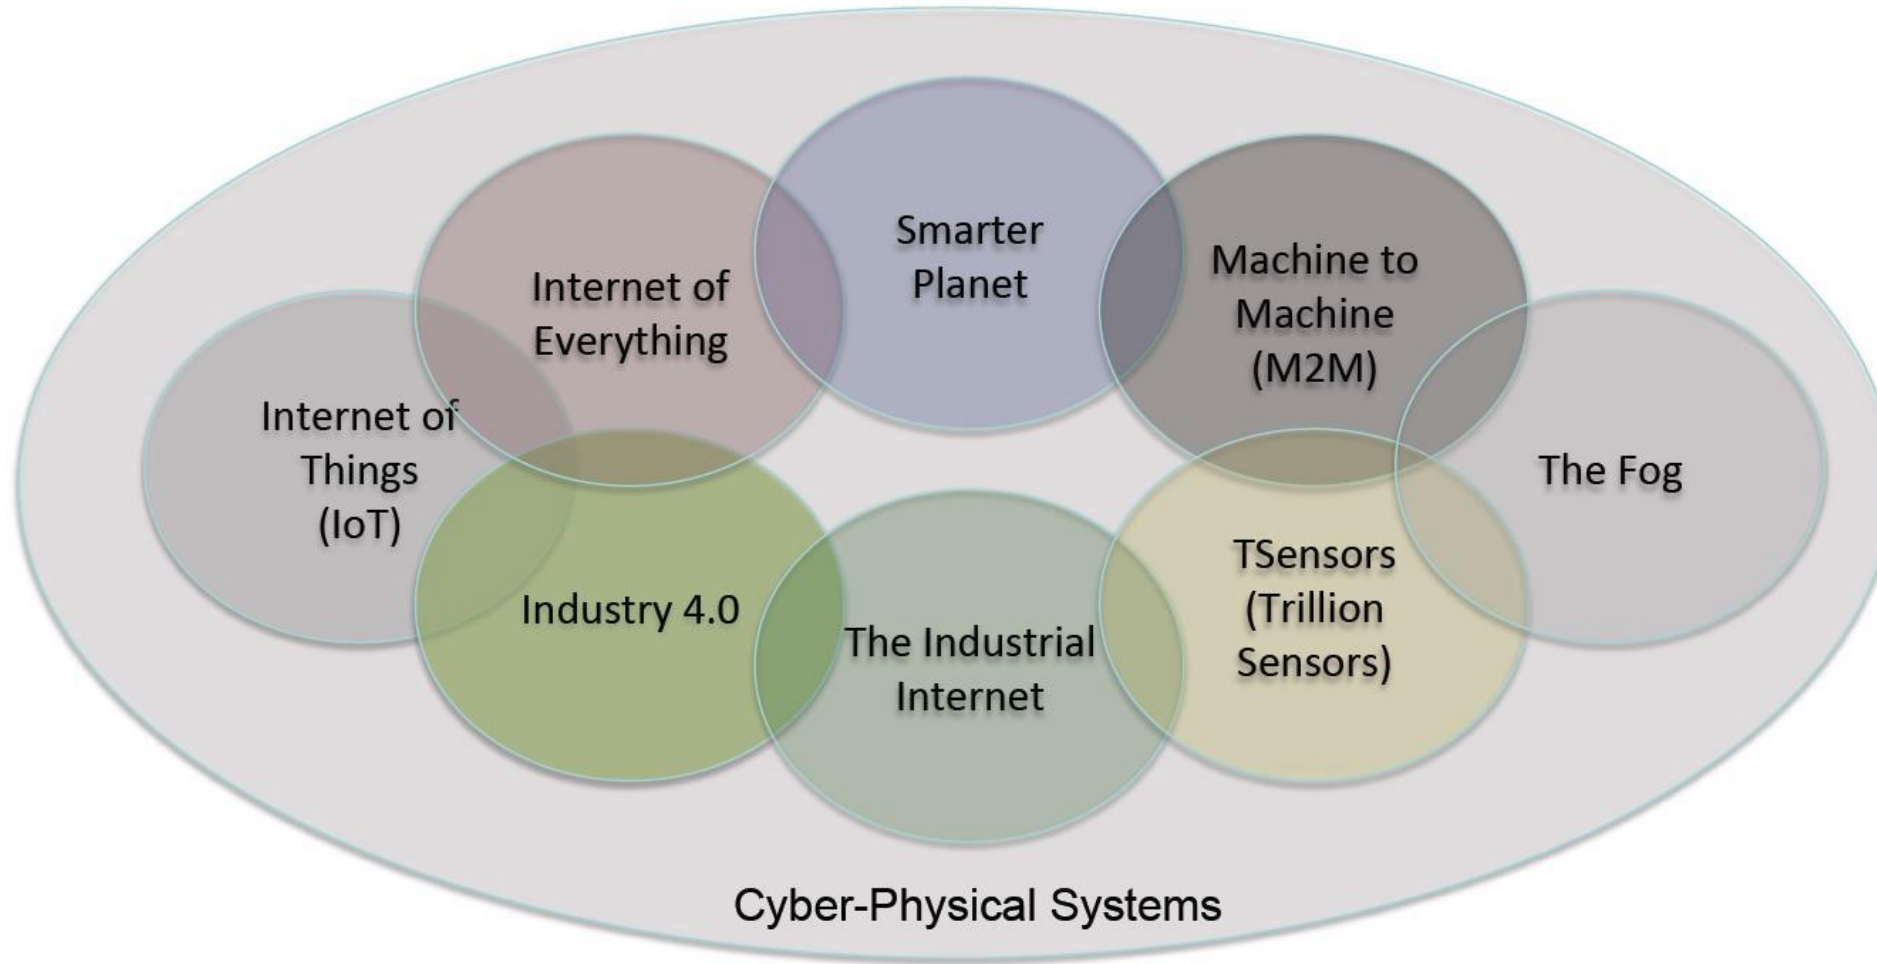 Smarter
Planet
Internet of
Everything
Machine to
Machine
(M2M)
Internet of
Things
(IoT)
The Fog
Industry 4.0
The Industrial
Internet
TSensors
(Trillion
Sensors)
Cyber-Physical Systems